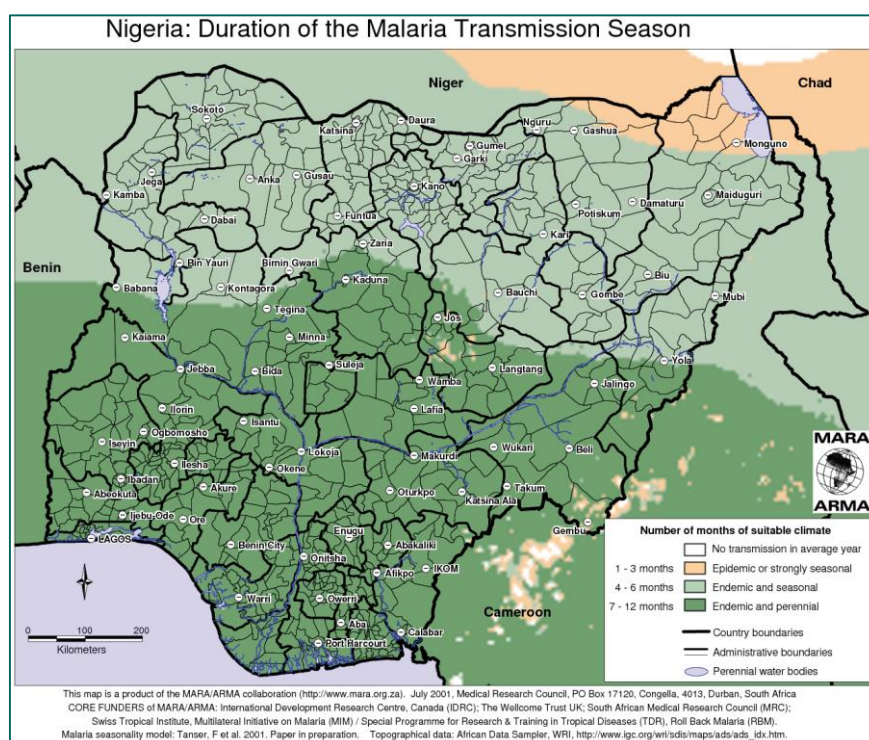 Nigeria: Duration of the Malaria Transmission Season
Niger
Chad
Sokoto
Katsina
Daura
Nguru
Gashua
Gumel
Garki
Monguno
Jega
Anka
Gusau
Kano
Kamba
Maiduguri
Damaturu
Potiskum
Dabai
Funtua
Kari
Zaria
Benin
Bin Yauri
Birnin Gwari
Biu
Babana
Kontagora
Kaduna
Bauchi
Gombe
Mubi
Tegina
Jos
Kaiama
Minna
Yola
Jebba
Bida
Suleja
Langtang
Wamba
Jalingo
Ilorin
Lafia
Isantu
Ogbomosho
Iseyin
Wukari
Beli
Lokoja
Makurdi
Ilesha
Okene
Ibadan
Abeokuta
Akure
Oturkpo
Katsina Ala
Takum
Ijebu-Ode
Ore
Gembu
LAGOS
Benin City
Enugu
Abakaliki
Onitsha
Afikpo
IKOM
Warri
Owerri
Cameroon
Aba
Calabar
Port Harcourt
MARA
ARMA
Number of months of suitable climate
No transmission in average year
1 - 3 months Epidemic or strongly seasonal
4 - 6 months Endemic and seasonal
7 - 12 months Endemic and perennial
Country boundaries
Administrative boundaries
Perennial water bodies
0 100 200
Kilometers
This map is a product of the MARA/ARMA collaboration (http://www.mara.org.za). July 2001, Medical Research Council, PO Box 17120, Congella, 4013, Durban, South Africa
CORE FUNDERS of MARA/ARMA: International Development Research Centre, Canada (IDRC); The Wellcome Trust UK; South African Medical Research Council (MRC);
Swiss Tropical Institute, Multilateral Initiative on Malaria (MIM) / Special Programme for Research & Training in Tropical Diseases (TDR), Roll Back Malaria (RBM).
Malaria seasonality model: Tanser, F et al. 2001. Paper in preparation. Topographical data: African Data Sampler, WRI, http://www.igc.org/wri/sdis/maps/ads/ads_idx.htm.